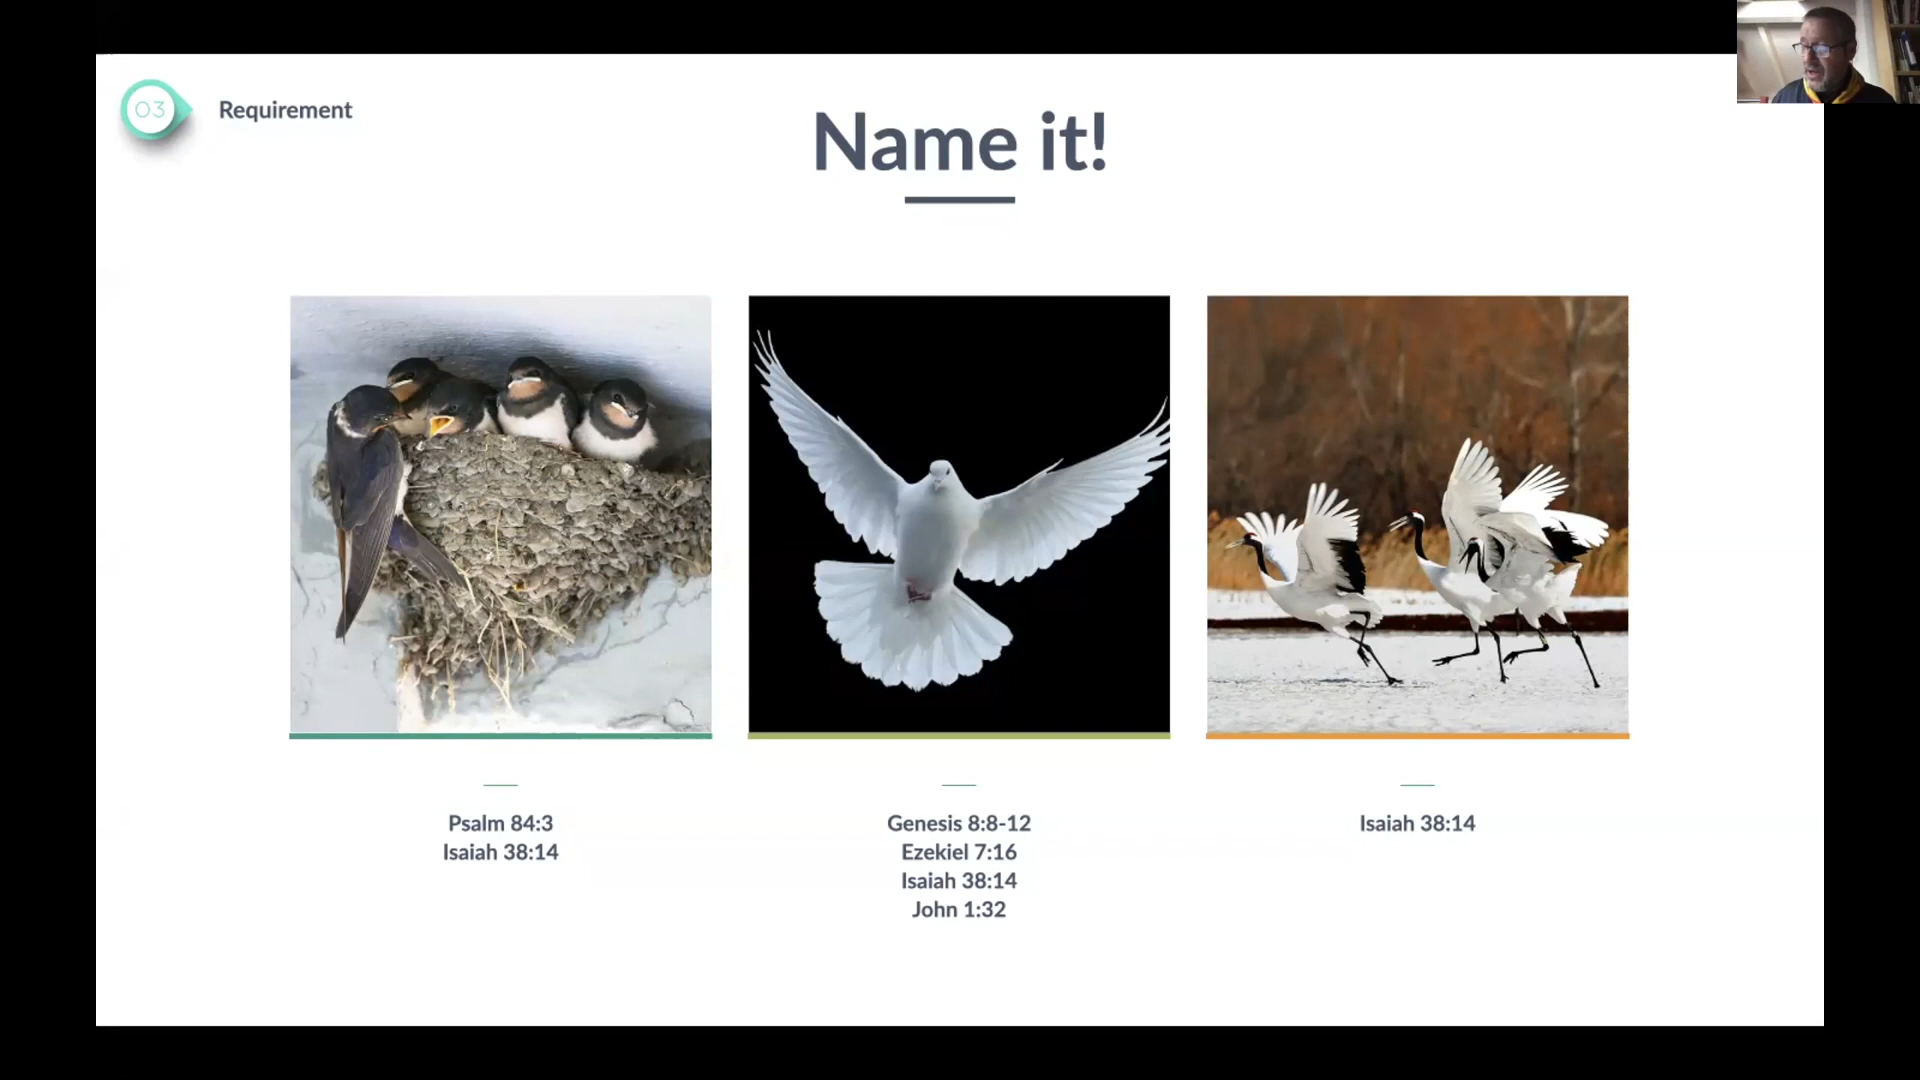 03
Requirement
Name it!
Psalm 84:3
Isaiah 38:14
Genesis 8:8-12
Ezekiel 7:16
Isaiah 38:14
John 1:32
Isaiah 38:14